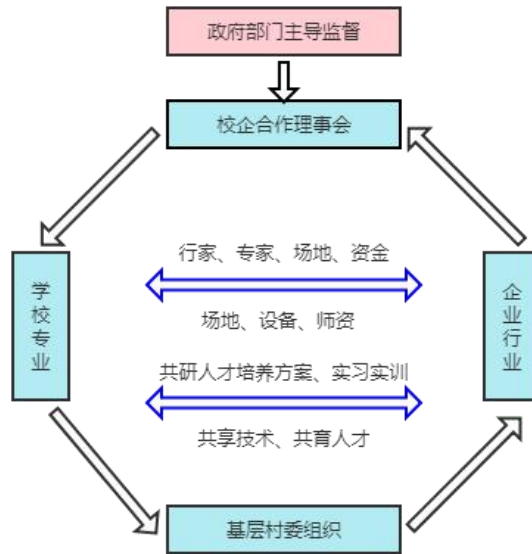 政府部门主导监督
校企合作理事会
行家、专家、场地、资金
学校专业
企业行业
场地、设备、师资
共研人才培养方案、实习实训
共享技术、共育人才
基层村委组织